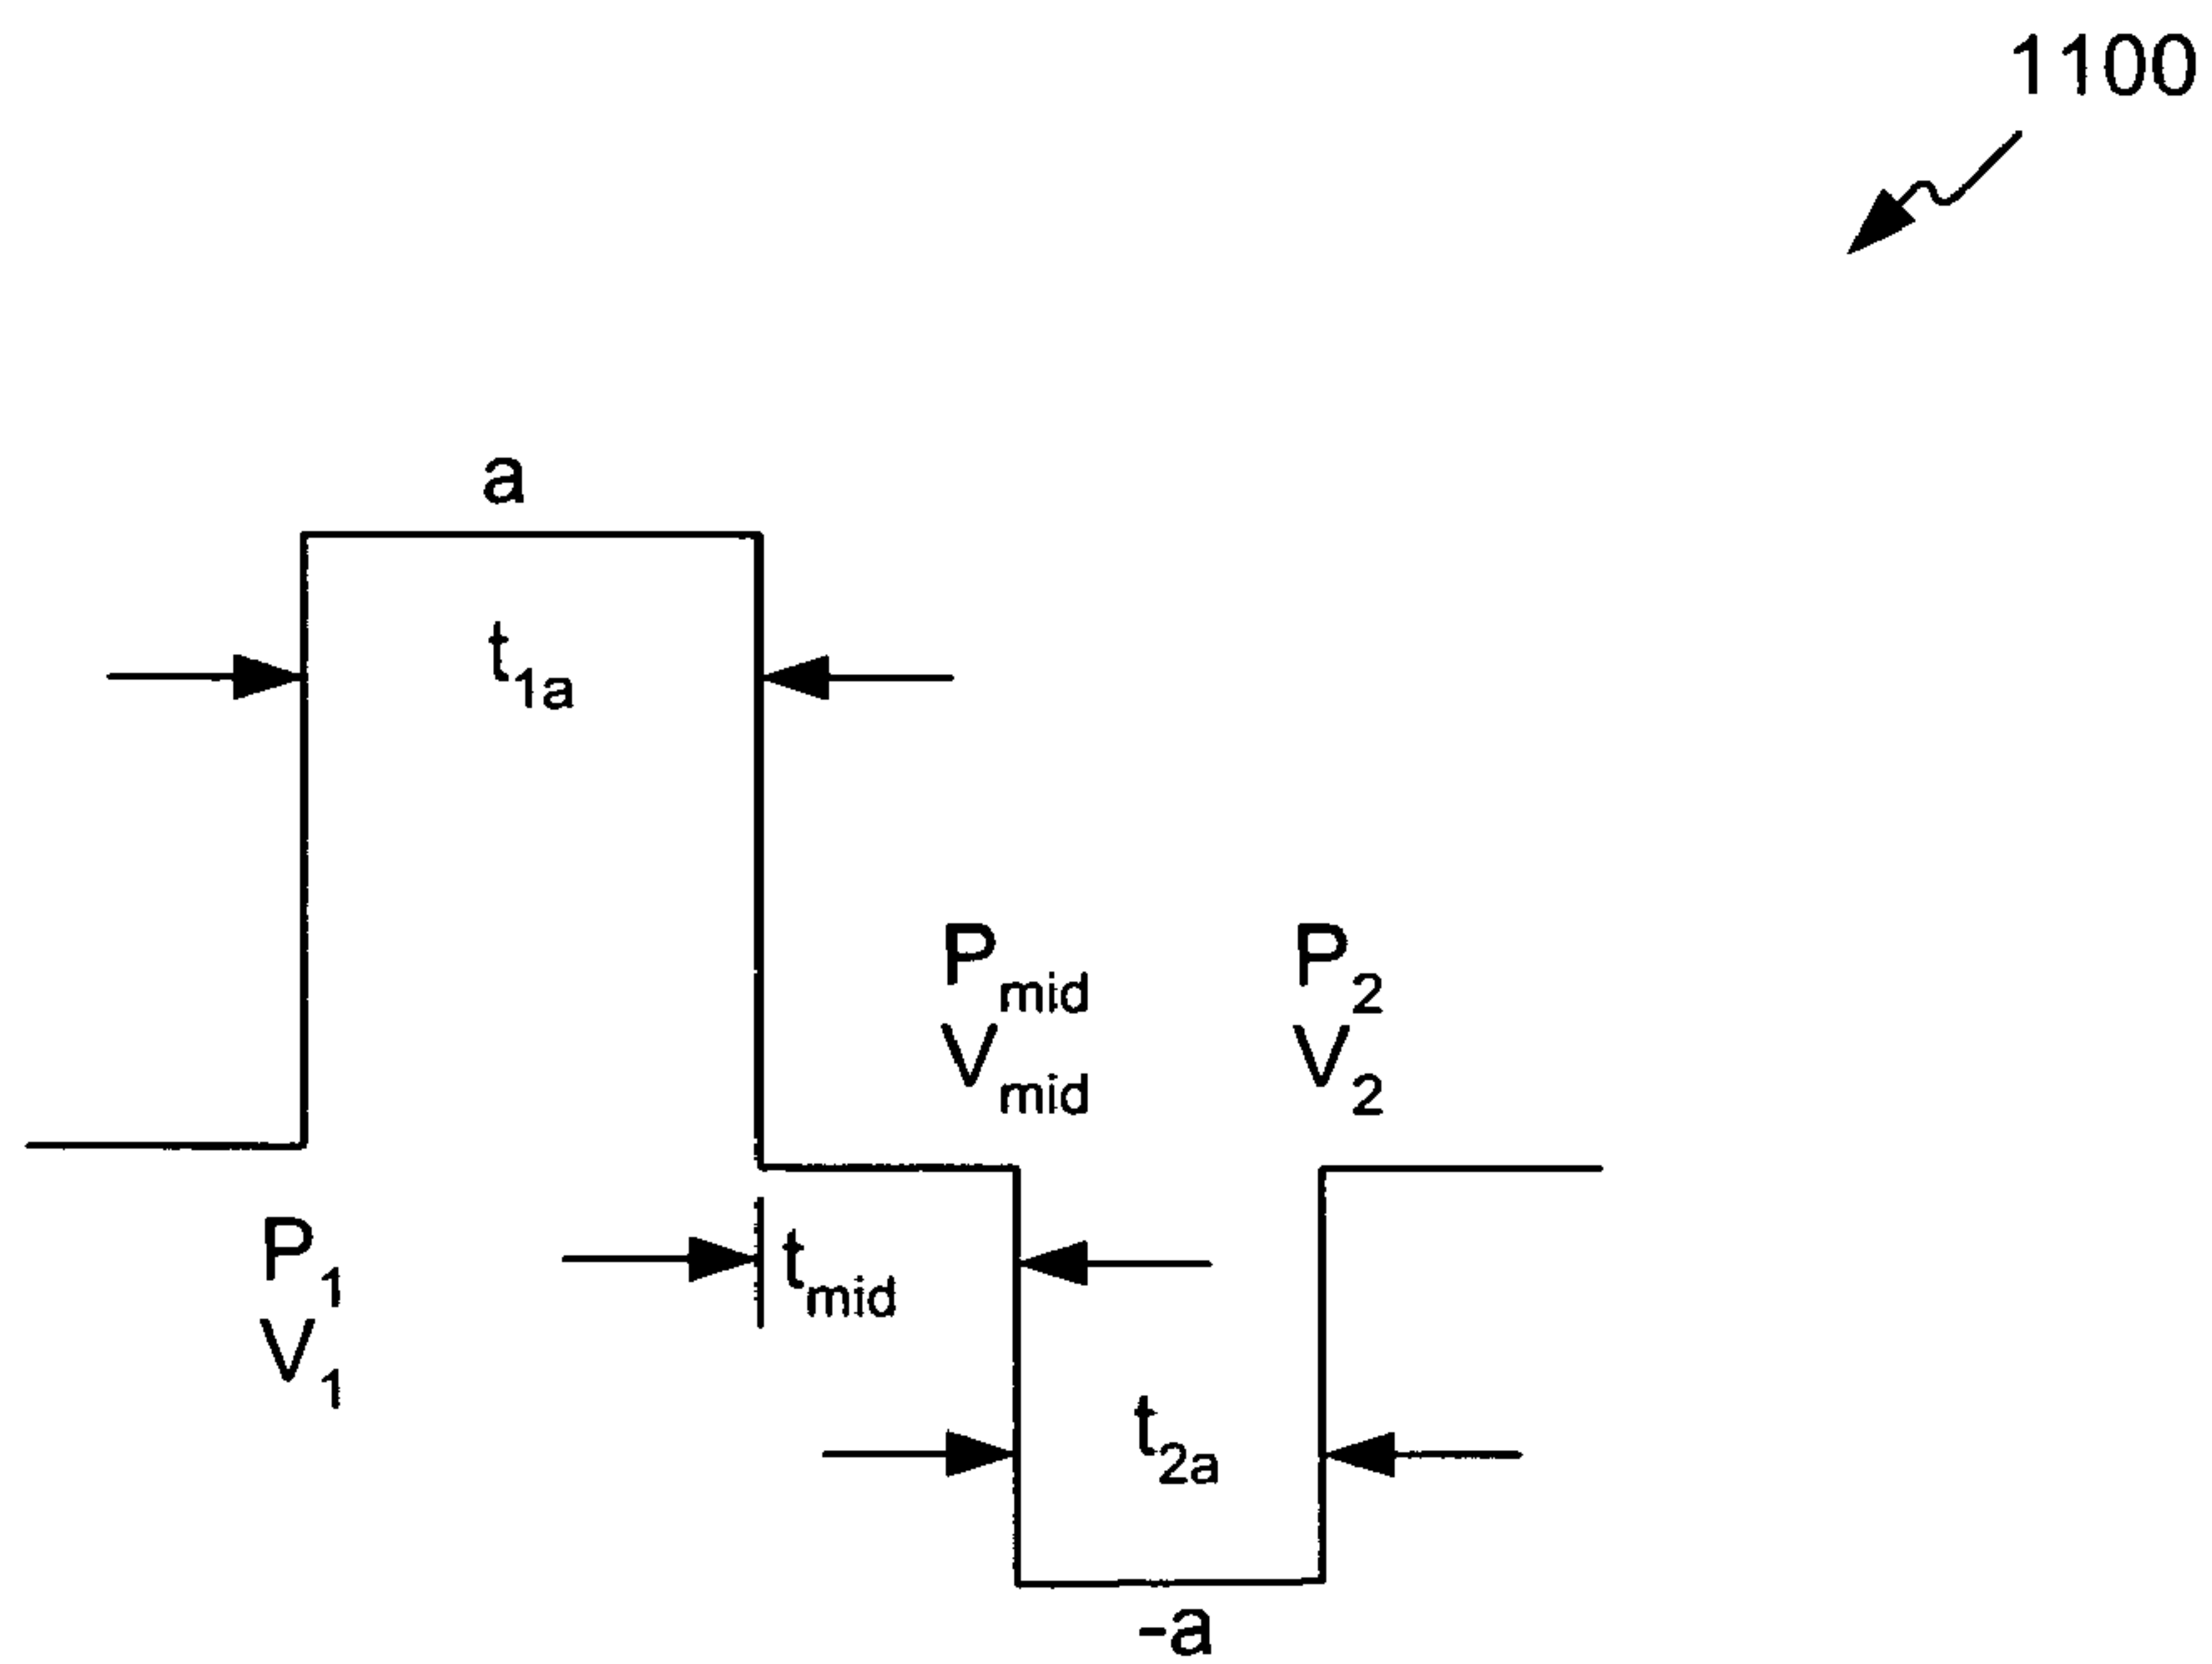 1100
a
t1a
Pmid
Vmid
P2
V2
P1
V1
tmid
t2a
-a